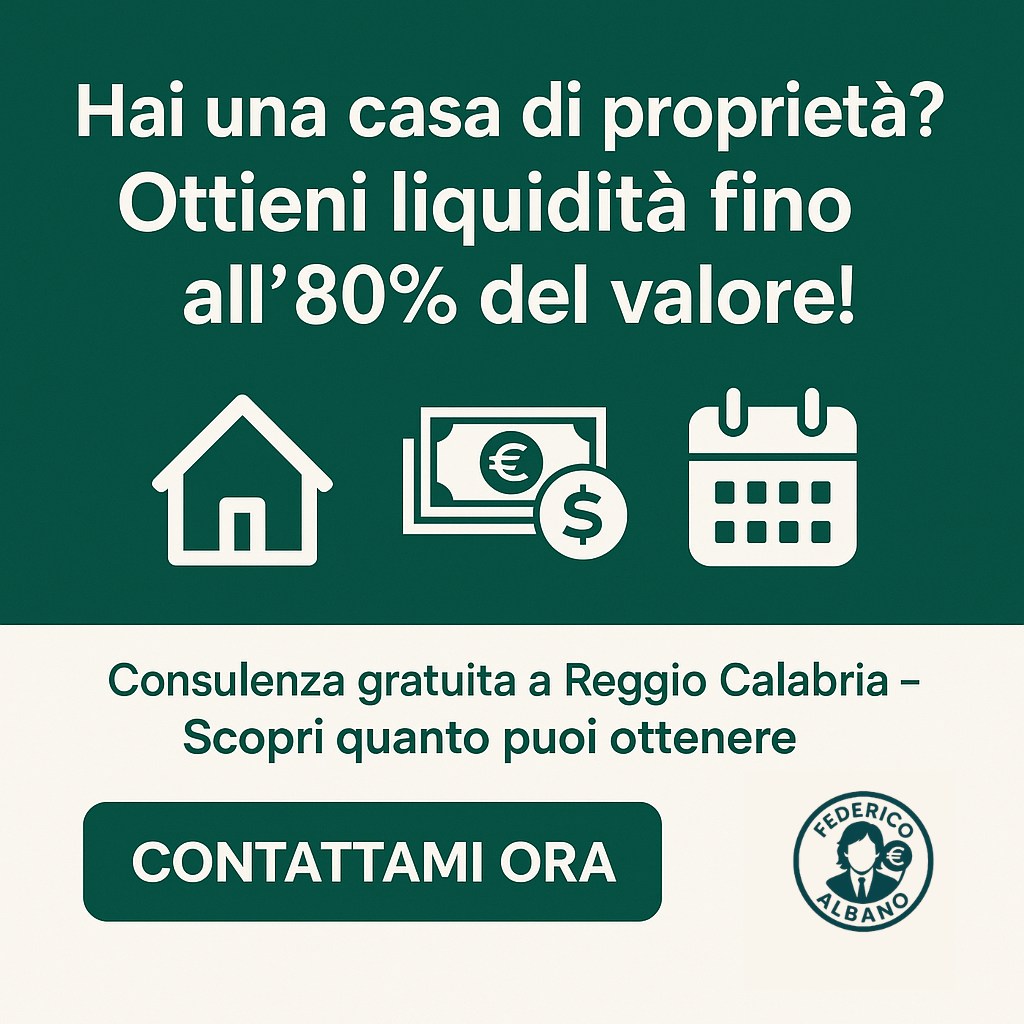 Hai una casa di proprietà?
Ottieni liquidità fino
all’80% del valore!
€
$
Consulenza gratuita a Reggio Calabria –
Scopri quanto puoi ottenere
CONTATTAMI ORA
FEDERICO
€
ALBANO